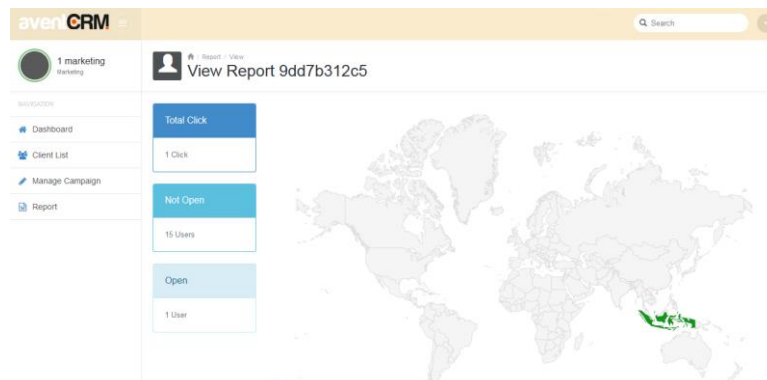 aventCRM
Search
1 marketing
Marketing
/ Report / View
View Report 9dd7b312c5
NAVIGATION
Dashboard
Client List
Manage Campaign
Report
Total Click
1 Click
Not Open
15 Users
Open
1 User